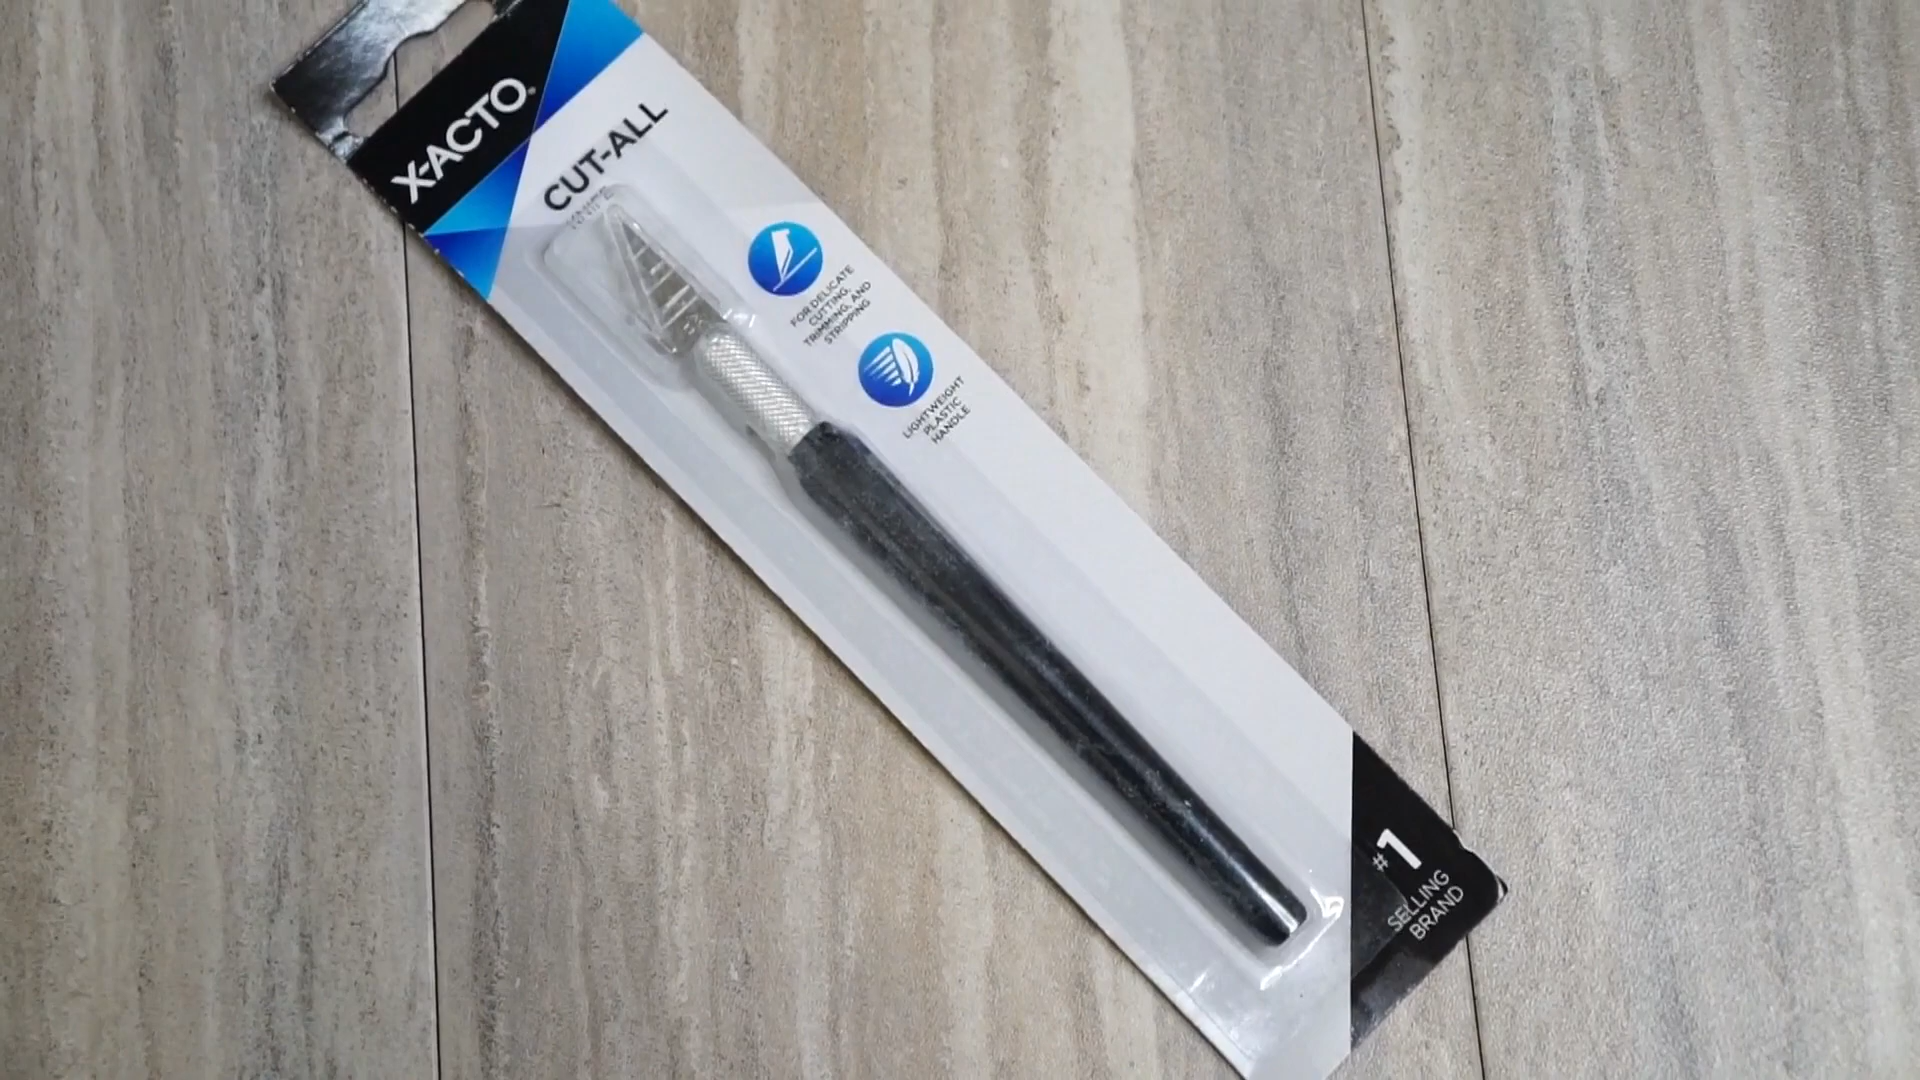 X-ACTO®
CUT-ALL
FOR DELICATE
CUTTING,
TRIMMING, AND
STRIPPING
LIGHTWEIGHT
PLASTIC
HANDLE
#1
SELLING
BRAND